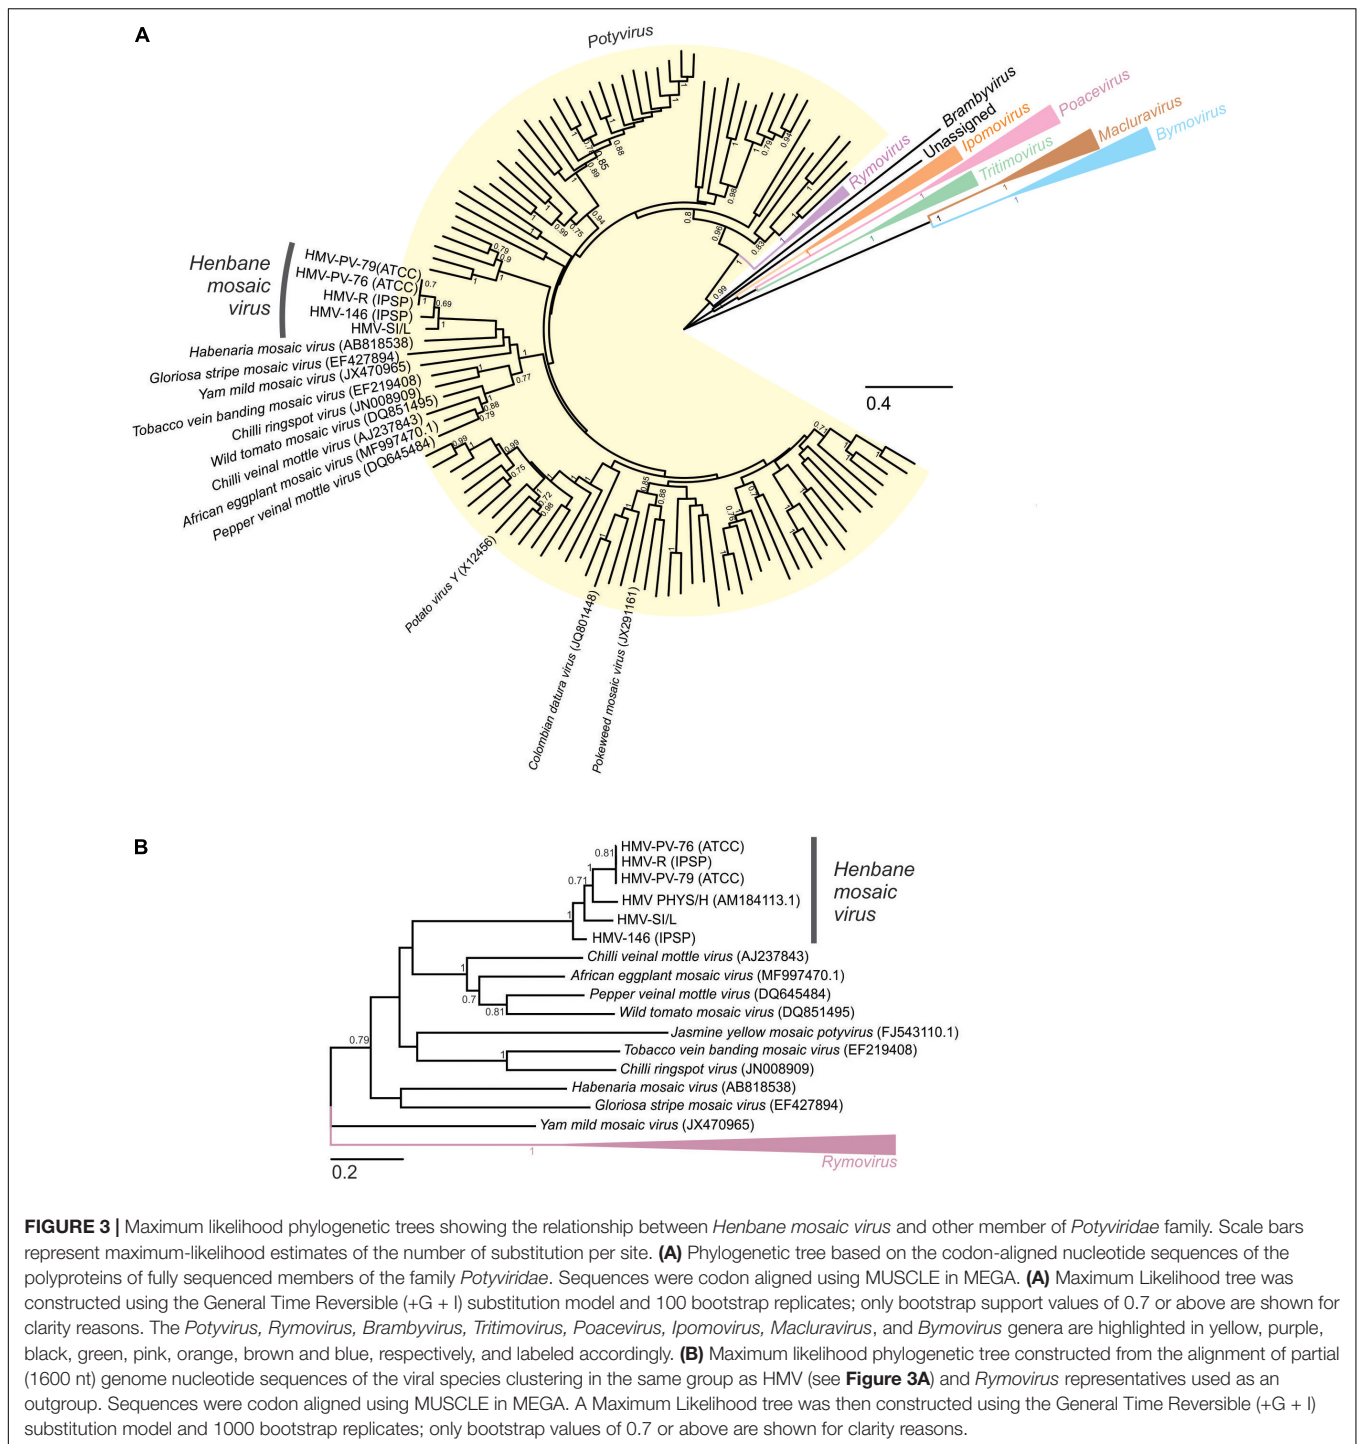 A
Potyvirus
Brambyvirus
Unassigned
Rymovirus
Ipomovirus
Poacevirus
Tritimovirus
Macluravirus
Bymovirus
Henbane
mosaic
virus
HMV-PV-79(ATCC)
HMV-PV-76 (ATCC)
HMV-R (IPSP)
HMV-146 (IPSP)
HMV-SI/L
Habenaria mosaic virus (AB818538)
Gloriosa stripe mosaic virus (EF427894)
Yam mild mosaic virus (JX470965)
Tobacco vein banding mosaic virus (EF219408)
Chilli ringspot virus (JN008909)
Wild tomato mosaic virus (DQ851495)
Chilli veinal mottle virus (AJ237843)
African eggplant mosaic virus (MF997470.1)
Pepper veinal mottle virus (DQ645484)
Potato virus Y (X12456)
Colombian datura virus (JQ801448)
Pokeweed mosaic virus (JX291161)
0.4
B
0.81
HMV-PV-76 (ATCC)
1
HMV-R (IPSP)
0.71
HMV-PV-79 (ATCC)
HMV PHYS/H (AM184113.1)
1
HMV-SI/L
HMV-146 (IPSP)
Henbane
mosaic
virus
1
Chilli veinal mottle virus (AJ237843)
African eggplant mosaic virus (MF997470.1)
0.7
Pepper veinal mottle virus (DQ645484)
0.81
Wild tomato mosaic virus (DQ851495)
Jasmine yellow mosaic potyvirus (FJ543110.1)
0.79
1
Tobacco vein banding mosaic virus (EF219408)
Chilli ringspot virus (JN008909)
Habenaria mosaic virus (AB818538)
Gloriosa stripe mosaic virus (EF427894)
Yam mild mosaic virus (JX470965)
1
Rymovirus
0.2
FIGURE 3 | Maximum likelihood phylogenetic trees showing the relationship between Henbane mosaic virus and other member of Potyviridae family. Scale bars
represent maximum-likelihood estimates of the number of substitution per site. (A) Phylogenetic tree based on the codon-aligned nucleotide sequences of the
polyproteins of fully sequenced members of the family Potyviridae. Sequences were codon aligned using MUSCLE in MEGA. (A) Maximum Likelihood tree was
constructed using the General Time Reversible (+G + I) substitution model and 100 bootstrap replicates; only bootstrap support values of 0.7 or above are shown for
clarity reasons. The Potyvirus, Rymovirus, Brambyvirus, Tritimovirus, Poacevirus, Ipomovirus, Macluravirus, and Bymovirus genera are highlighted in yellow, purple,
black, green, pink, orange, brown and blue, respectively, and labeled accordingly. (B) Maximum likelihood phylogenetic tree constructed from the alignment of partial
(1600 nt) genome nucleotide sequences of the viral species clustering in the same group as HMV (see Figure 3A) and Rymovirus representatives used as an
outgroup. Sequences were codon aligned using MUSCLE in MEGA. A Maximum Likelihood tree was then constructed using the General Time Reversible (+G + I)
substitution model and 1000 bootstrap replicates; only bootstrap values of 0.7 or above are shown for clarity reasons.